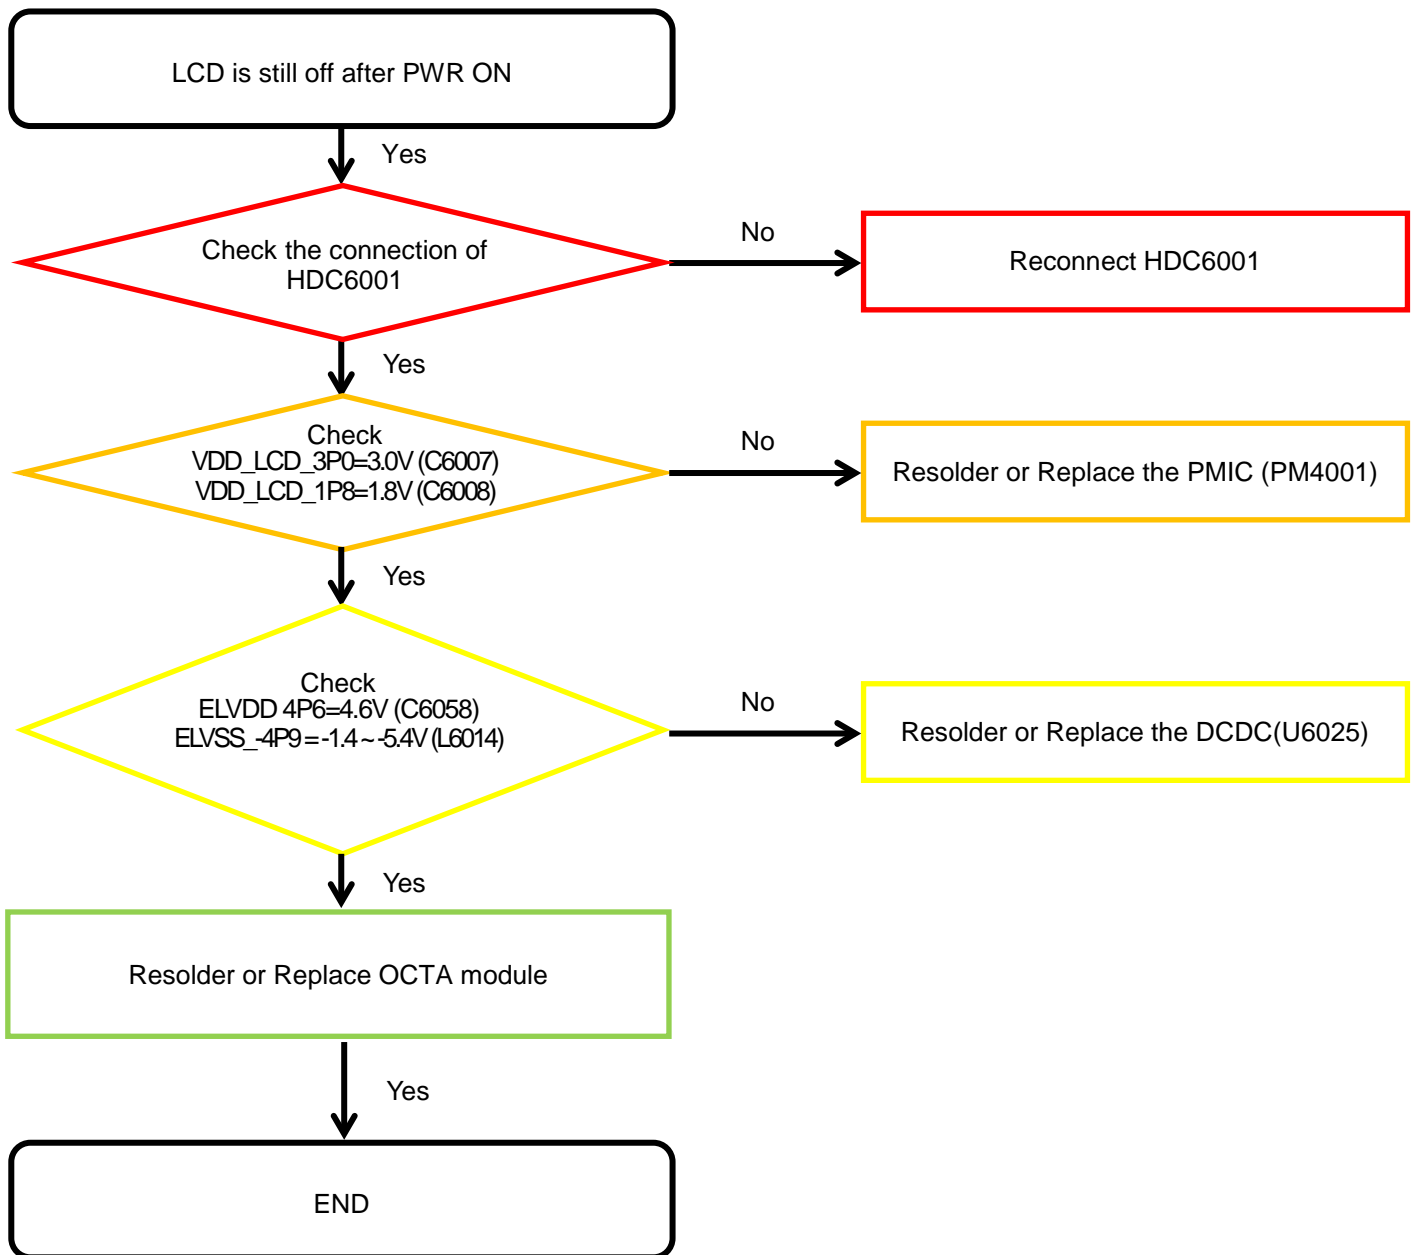 LCD is still off after PWR ON
Yes
Check the connection of
HDC6001
No
Reconnect HDC6001
Yes
Check
VDD_LCD_3P0=3.0V (C6007)
VDD_LCD_1P8=1.8V (C6008)
No
Resolder or Replace the PMIC (PM4001)
Yes
Check
ELVDD 4P6=4.6V (C6058)
ELVSS_-4P9 = -1.4 ~ -5.4V (L6014)
No
Resolder or Replace the DCDC(U6025)
Yes
Resolder or Replace OCTA module
Yes
END